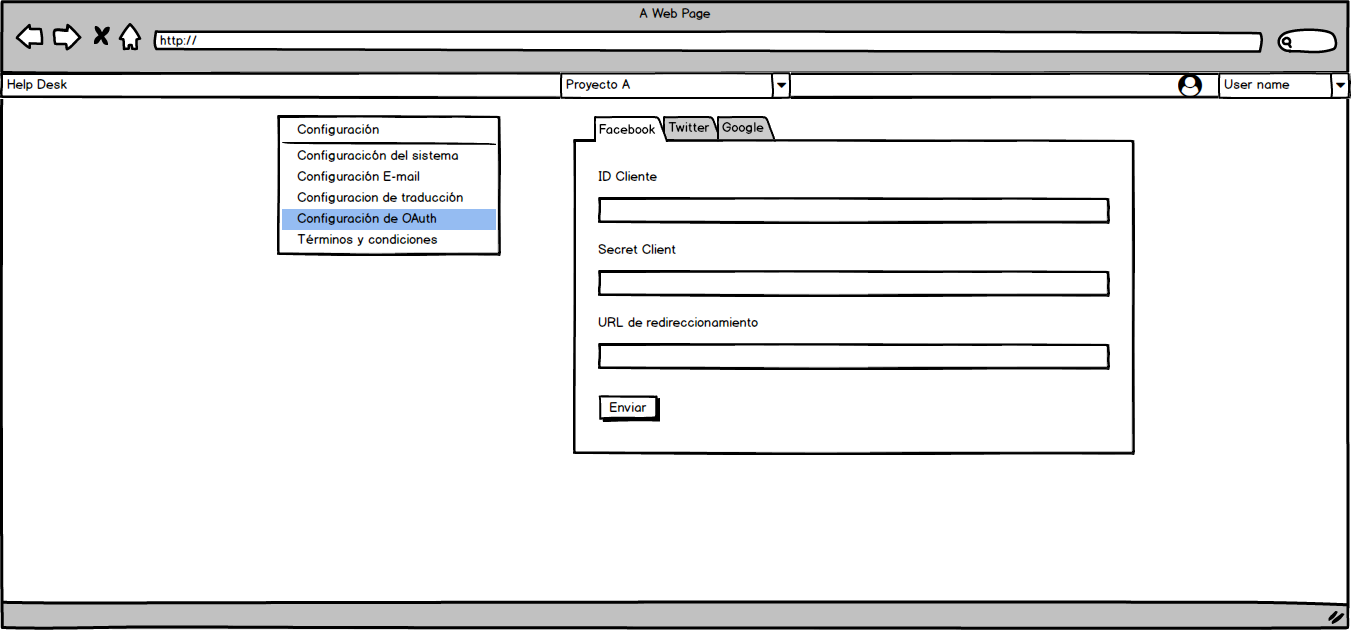 A Web Page
http://
Help Desk
Proyecto A
User name
Configuración
Configuracicón del sistema
Configuración E-mail
Configuracion de traducción
Configuración de OAuth
Términos y condiciones
Facebook
Twitter
Google
ID Cliente
Secret Client
URL de redireccionamiento
Enviar